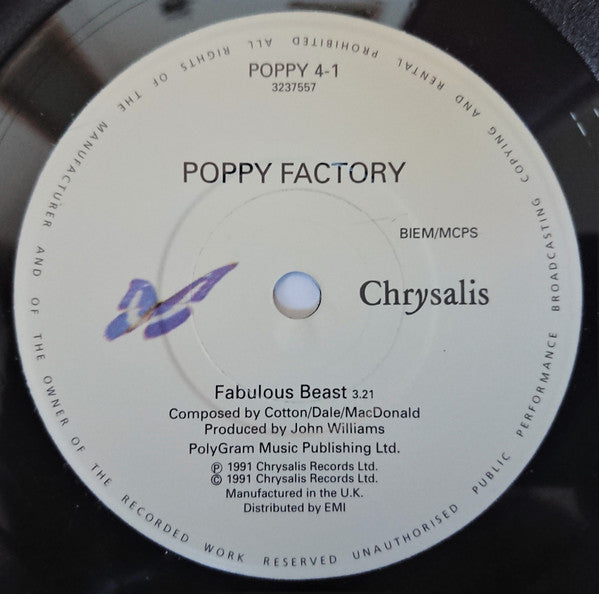 POPPY 4-1
3237557
POPPY FACTORY
BIEM/MCPS
Chrysalis
Fabulous Beast 3.21
Composed by Cotton/Dale/MacDonald
Produced by John Williams
PolyGram Music Publishing Ltd.
℗ 1991 Chrysalis Records Ltd.
© 1991 Chrysalis Records Ltd.
Manufactured in the U.K.
Distributed by EMI
ALL RIGHTS OF THE MANUFACTURER AND OF THE OWNER OF THE RECORDED WORK RESERVED UNAUTHORISED PUBLIC PERFORMANCE BROADCASTING COPYING AND RENTAL PROHIBITED